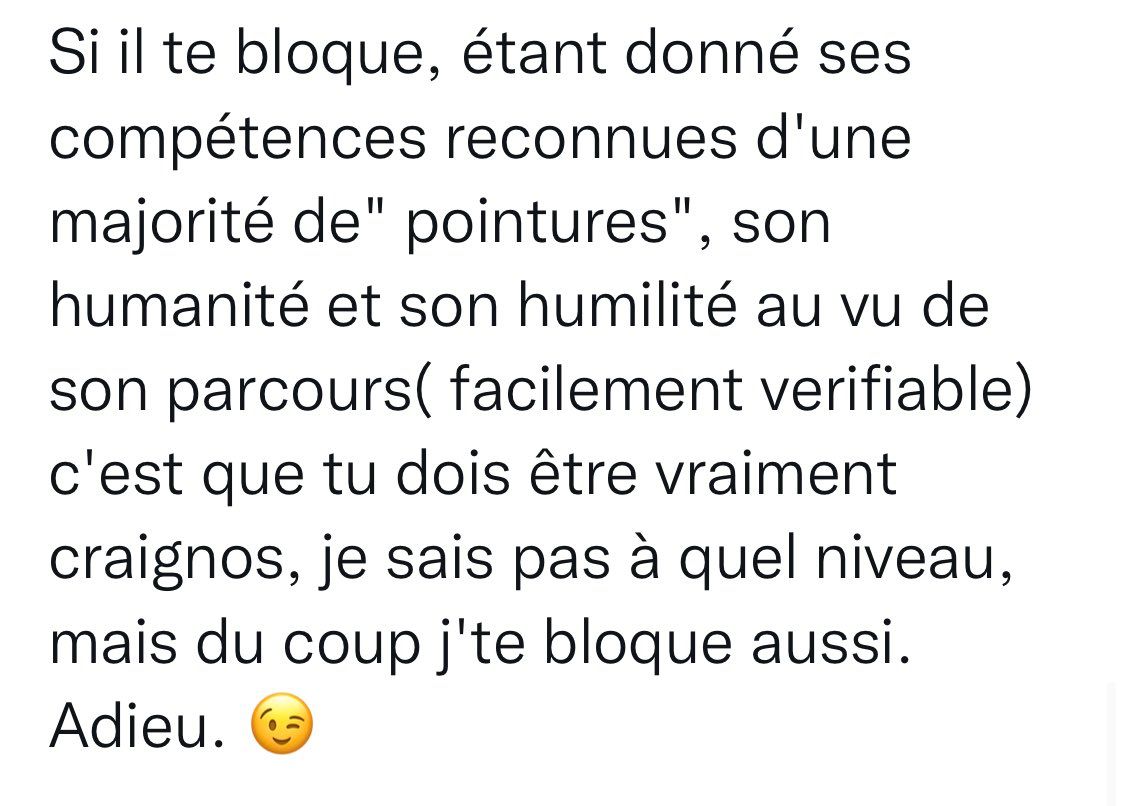 Si il te bloque, étant donné ses
compétences reconnues d'une
majorité de" pointures", son
humanité et son humilité au vu de
son parcours( facilement verifiable)
c'est que tu dois être vraiment
craignos, je sais pas à quel niveau,
mais du coup j'te bloque aussi.
Adieu. 😉